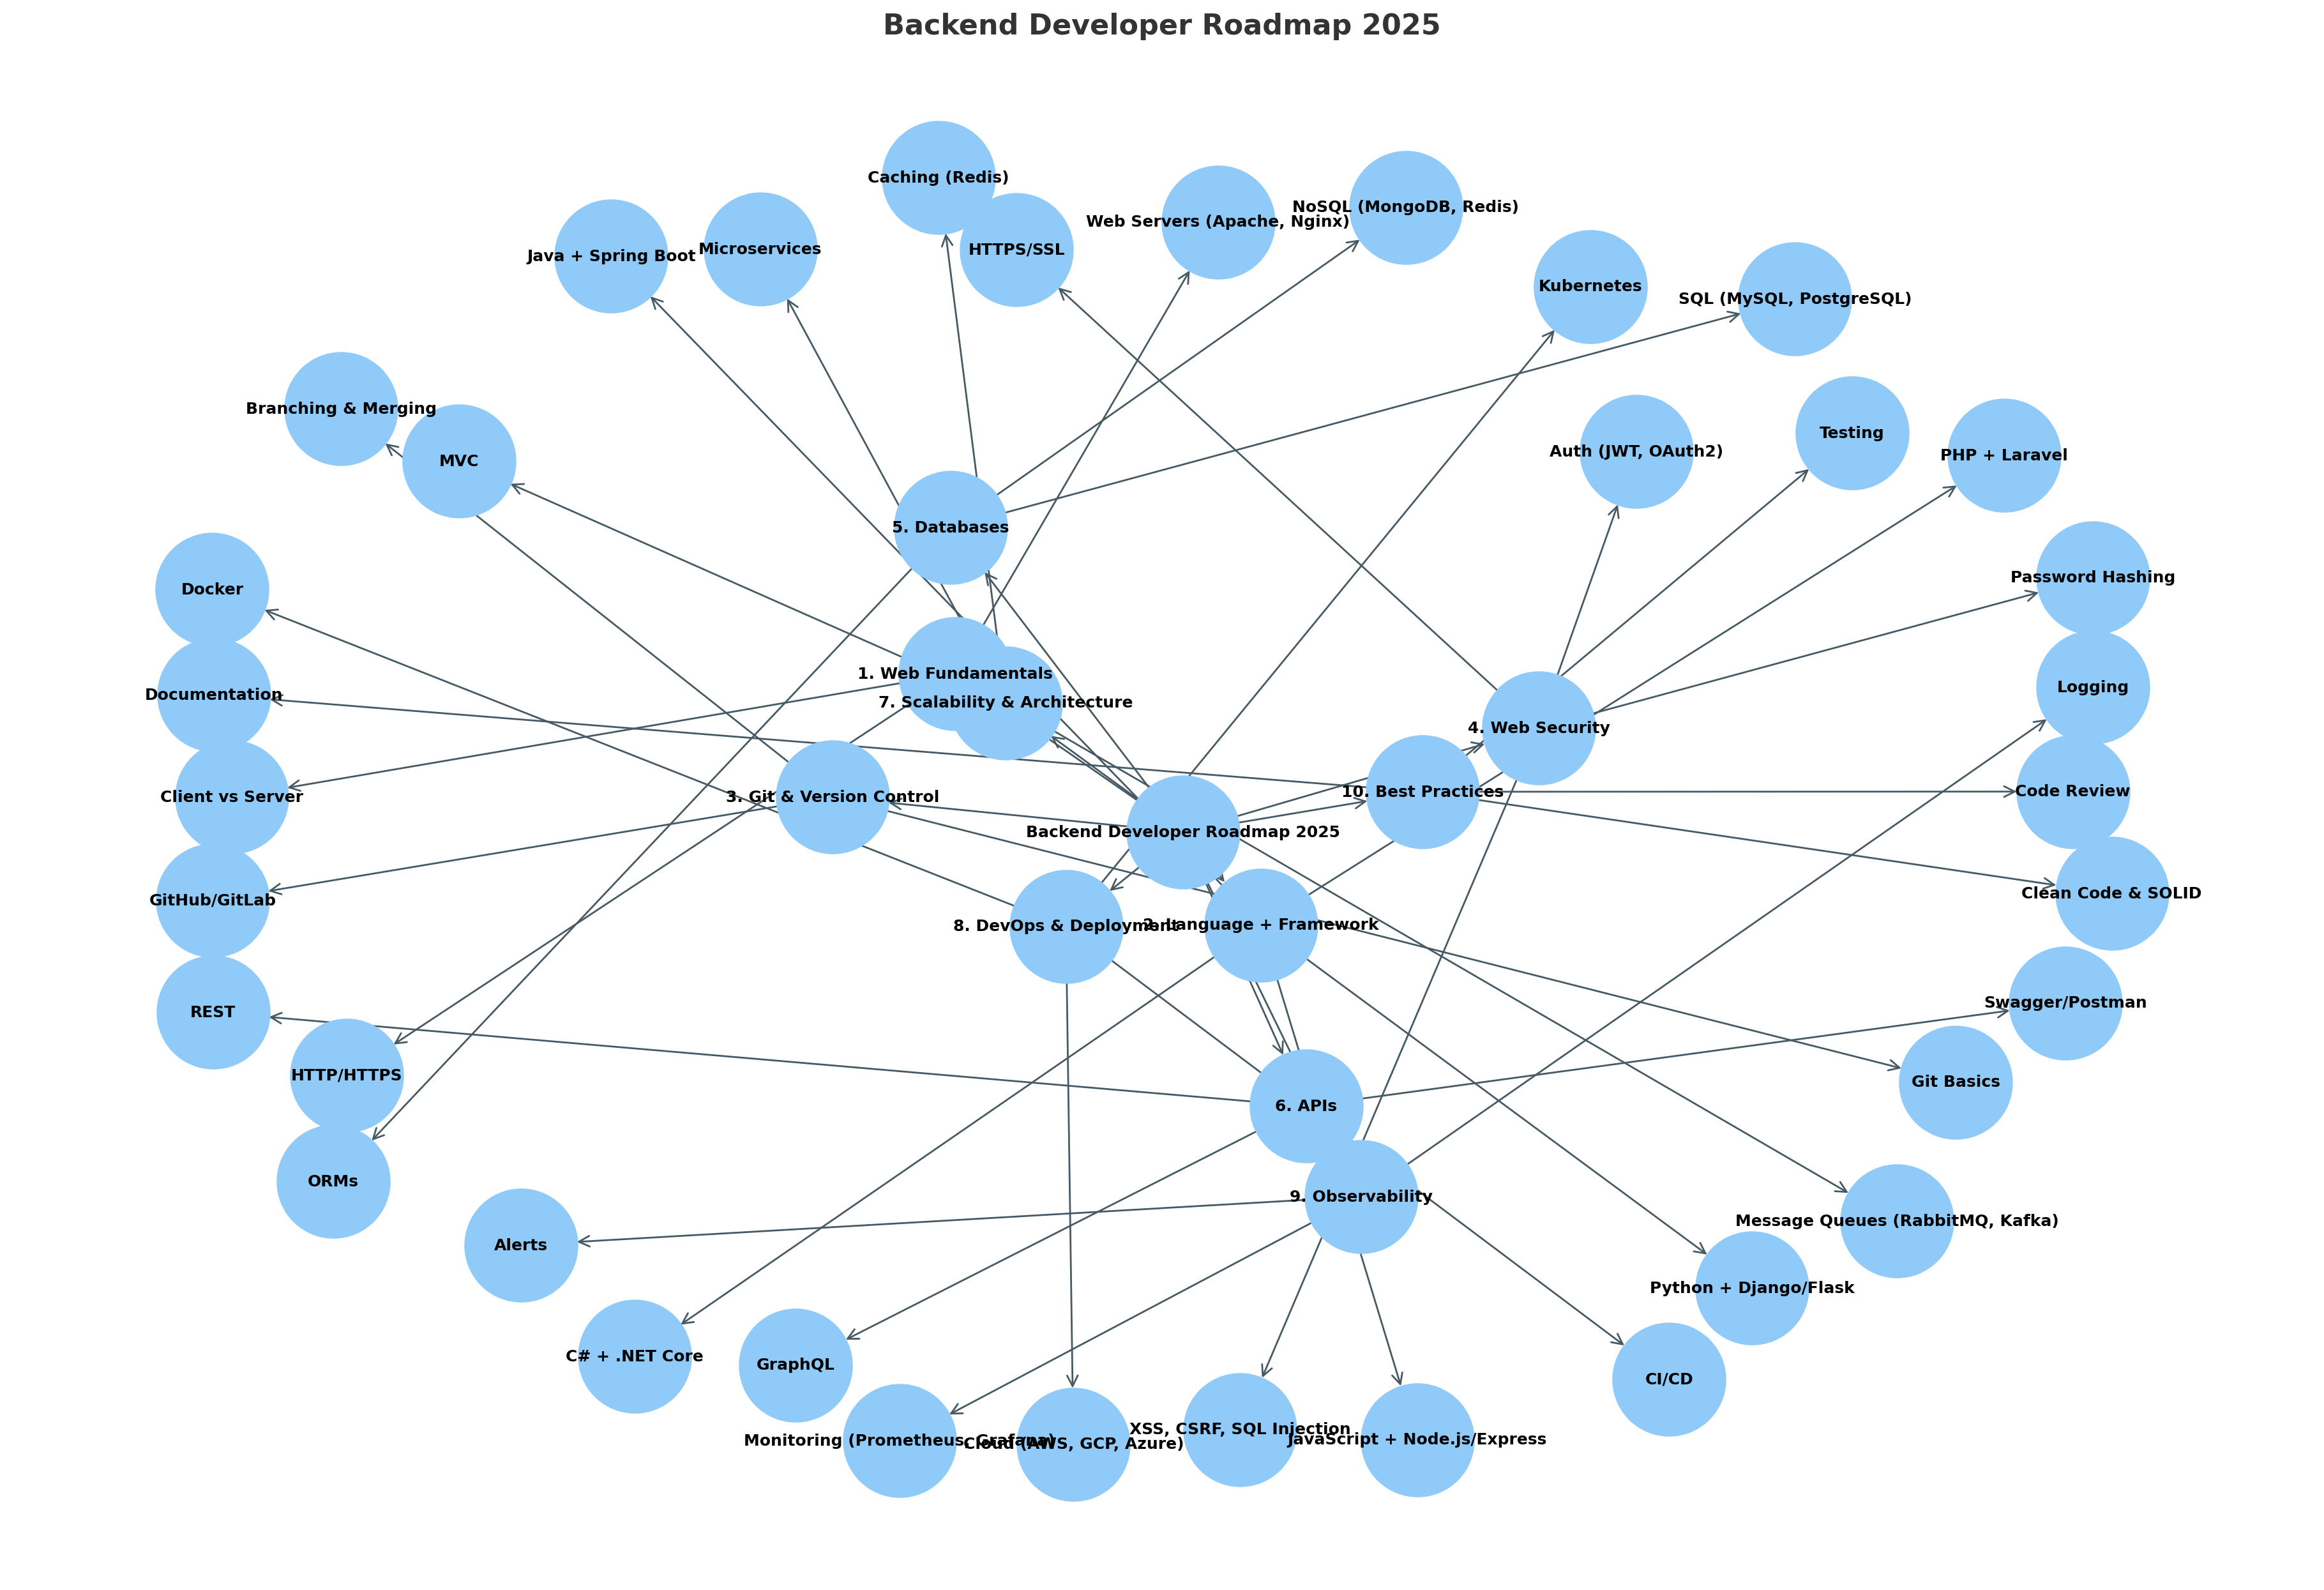 Backend Developer Roadmap 2025
Caching (Redis)
NoSQL (MongoDB, Redis)
Web Servers (Apache, Nginx)
Microservices
HTTPS/SSL
Java + Spring Boot
Kubernetes
SQL (MySQL, PostgreSQL)
Branching & Merging
Testing
Auth (JWT, OAuth2)
PHP + Laravel
MVC
5. Databases
Password Hashing
Docker
1. Web Fundamentals
Logging
Documentation
7. Scalability & Architecture
4. Web Security
Code Review
10. Best Practices
Client vs Server
3. Git & Version Control
Backend Developer Roadmap 2025
Clean Code & SOLID
GitHub/GitLab
8. DevOps & Deployment
2. Language + Framework
Swagger/Postman
REST
HTTP/HTTPS
Git Basics
6. APIs
ORMs
9. Observability
Message Queues (RabbitMQ, Kafka)
Alerts
Python + Django/Flask
C# + .NET Core
GraphQL
CI/CD
XSS, CSRF, SQL Injection
JavaScript + Node.js/Express
Monitoring (Prometheus, Grafana)
Cloud (AWS, GCP, Azure)